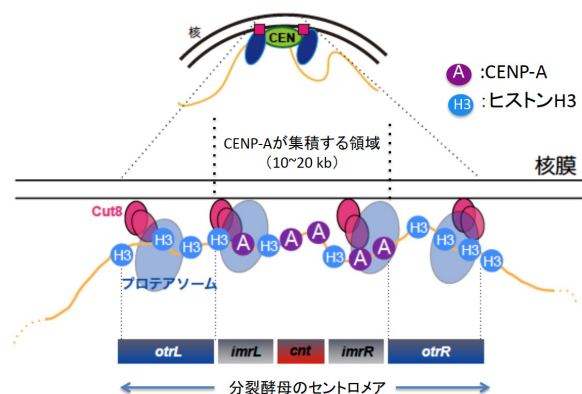 核
CEN
A :CENP-A
H3 :ヒストンH3
CENP-Aが集積する領域
(10~20 kb)
核膜
Cut8
H3 H3 H3 H3 A H3 A A H3 A A H3 H3 H3 H3
プロテアソーム
otrL imrL cnt imrR otrR
分裂酵母のセントロメア